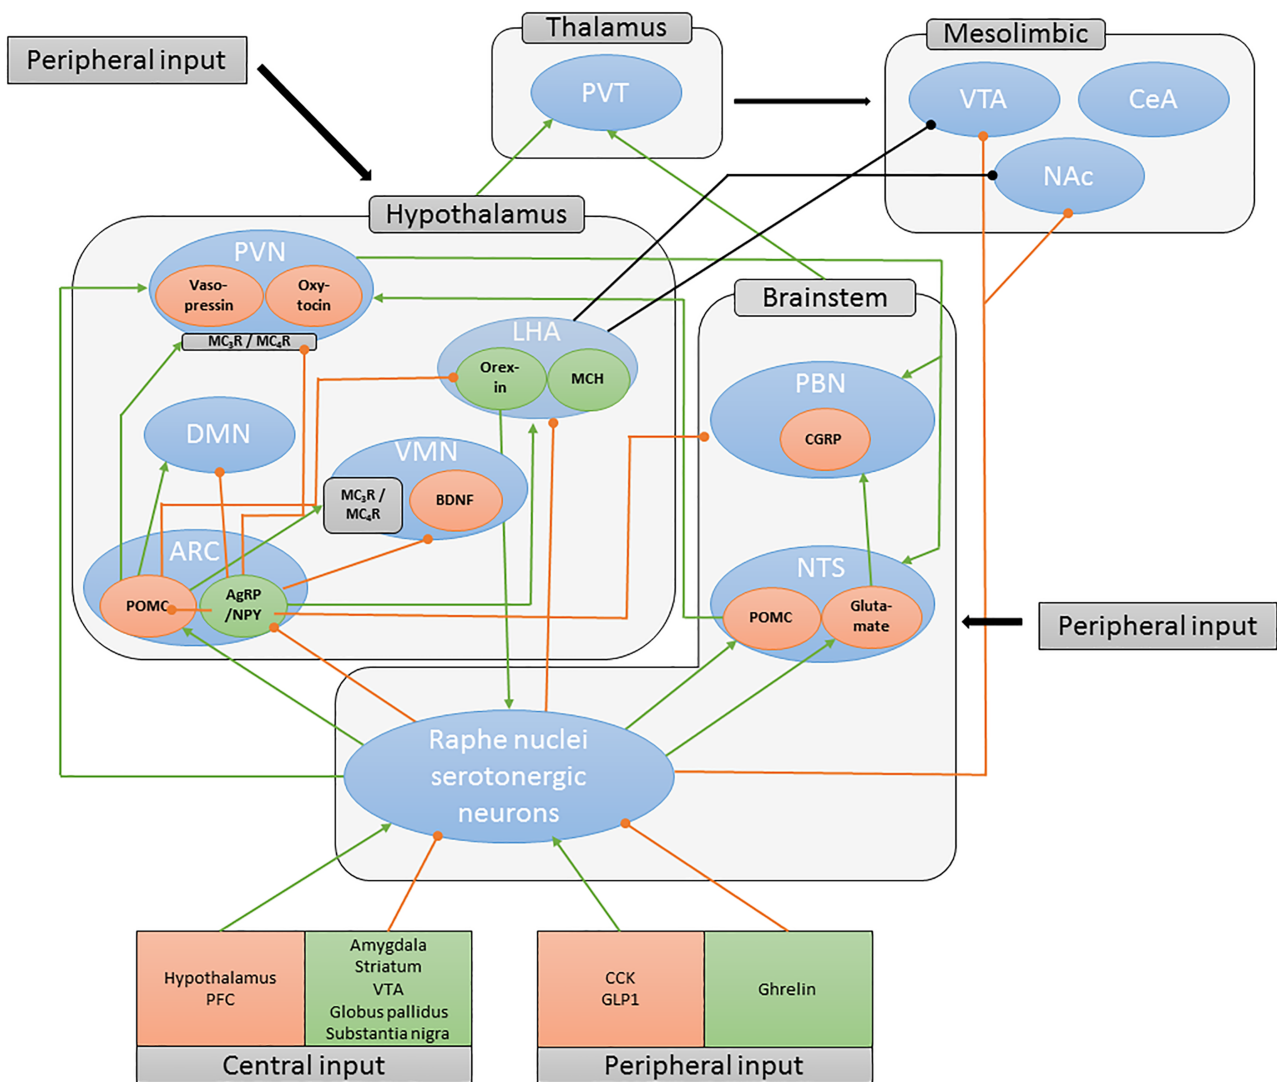 Thalamus
Mesolimbic
Peripheral input
PVT
VTA
CeA
NAc
Hypothalamus
PVN
Vaso-
pressin
Oxy-
tocin
MC₃R / MC₄R
Brainstem
LHA
Orex-
in
MCH
PBN
CGRP
DMN
VMN
MC₃R /
MC₄R
BDNF
ARC
POMC
AgRP
/NPY
NTS
POMC
Gluta-
mate
Peripheral input
Raphe nuclei
serotonergic
neurons
Hypothalamus
PFC
Amygdala
Striatum
VTA
Globus pallidus
Substantia nigra
Central input
CCK
GLP1
Ghrelin
Peripheral input